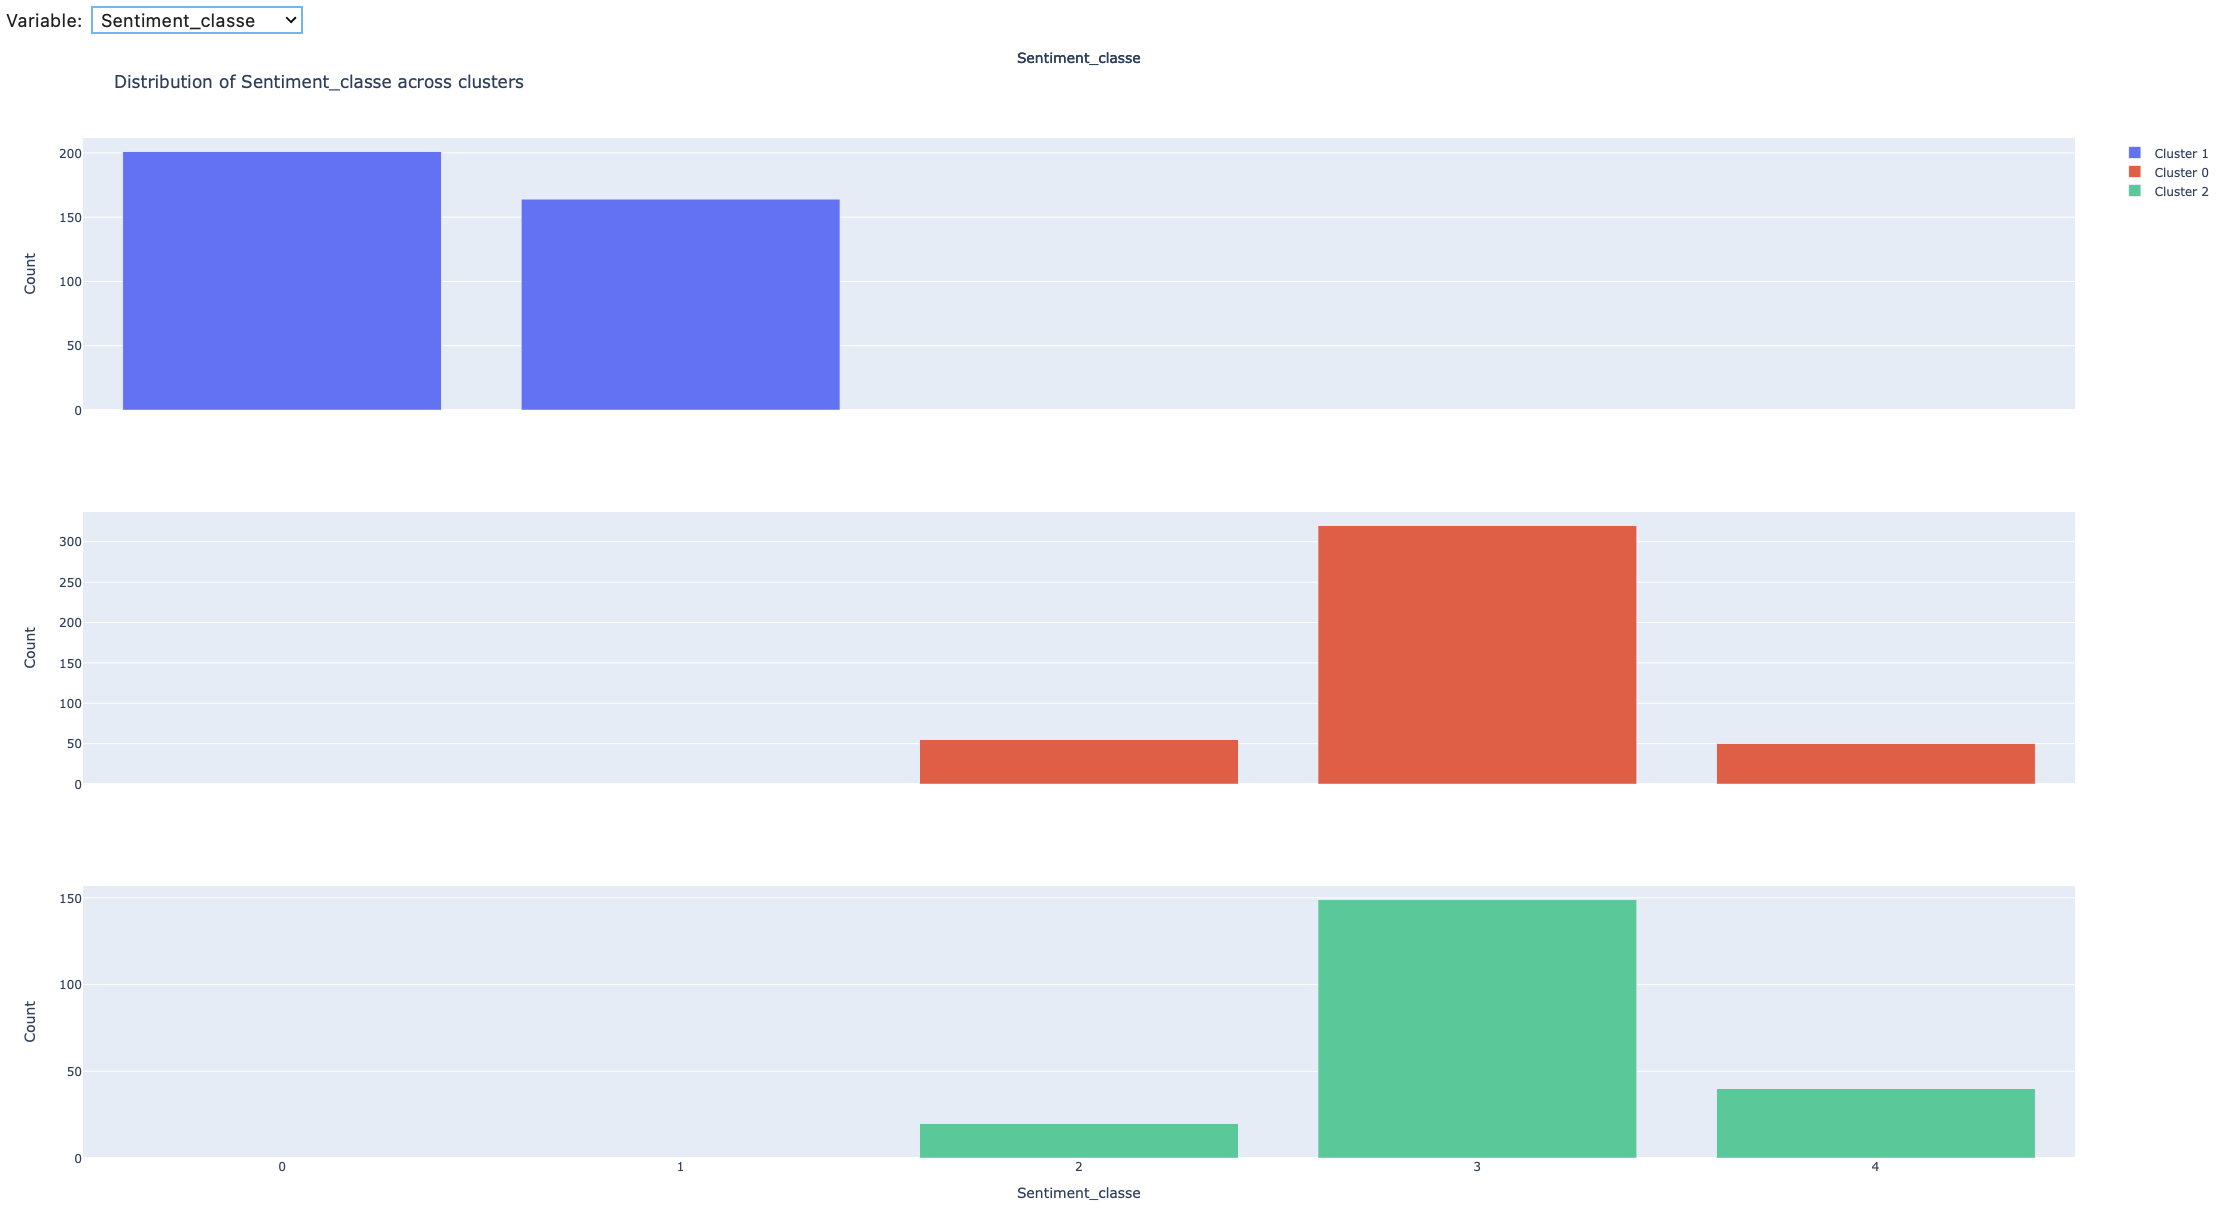 Variable: Sentiment_classe
Sentiment_classe
Distribution of Sentiment_classe across clusters
200
150
100
50
0
Count
Cluster 1
Cluster 0
Cluster 2
300
250
200
150
100
50
0
Count
150
100
50
0
Count
0 1 2 3 4
Sentiment_classe